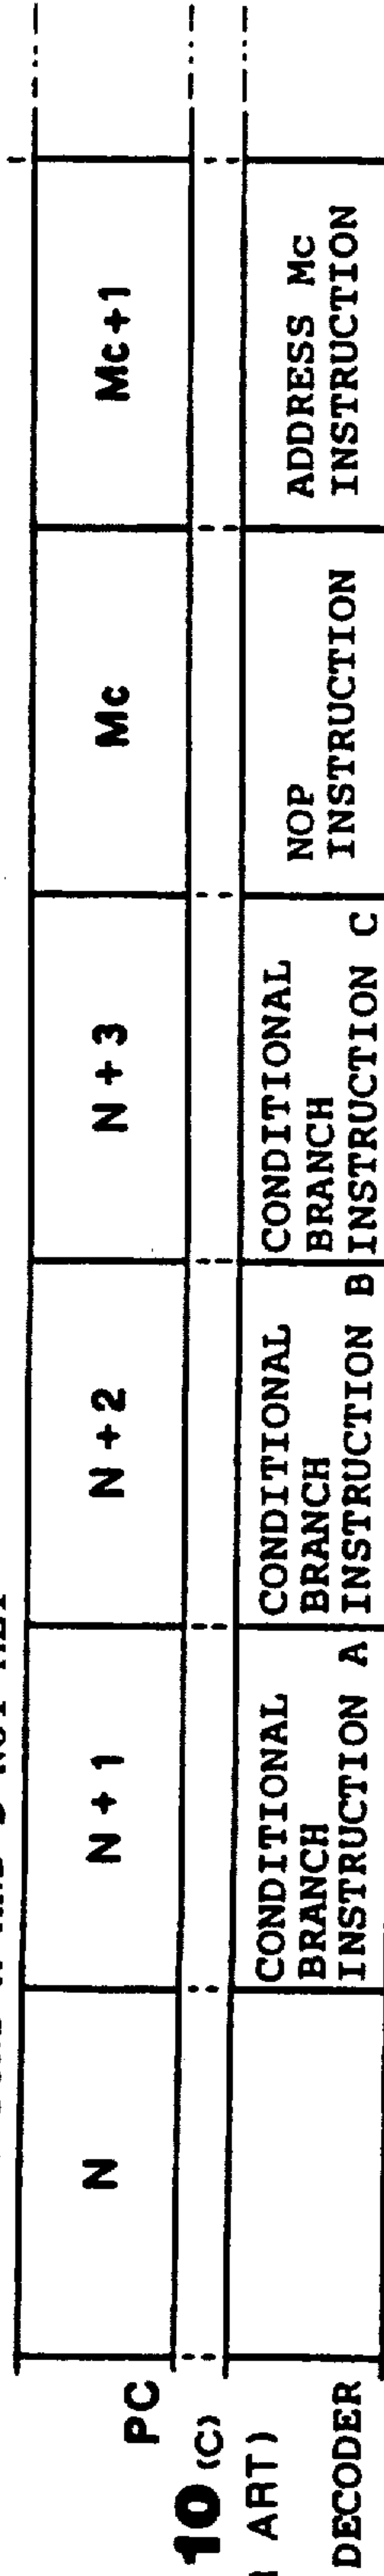 PC N N+1 N+2 N+3 Mc Mc+1
10 (C)
ART)
DECODER
CONDITIONAL
BRANCH
INSTRUCTION A
CONDITIONAL
BRANCH
INSTRUCTION B
CONDITIONAL
BRANCH
INSTRUCTION C
NOP
INSTRUCTION
ADDRESS Mc
INSTRUCTION